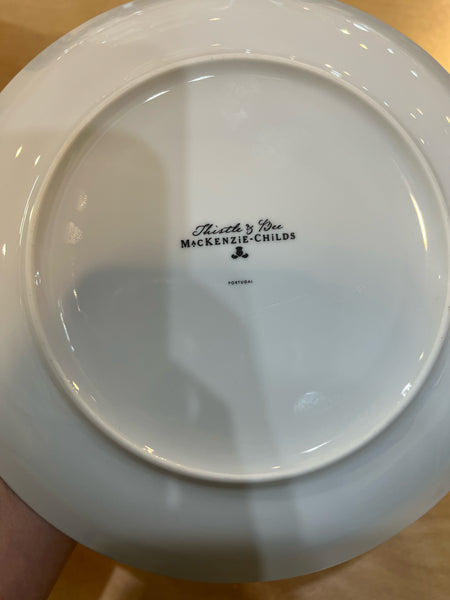 Thistle & Bee
MacKENZiE-CHiLDS
PORTUGAL